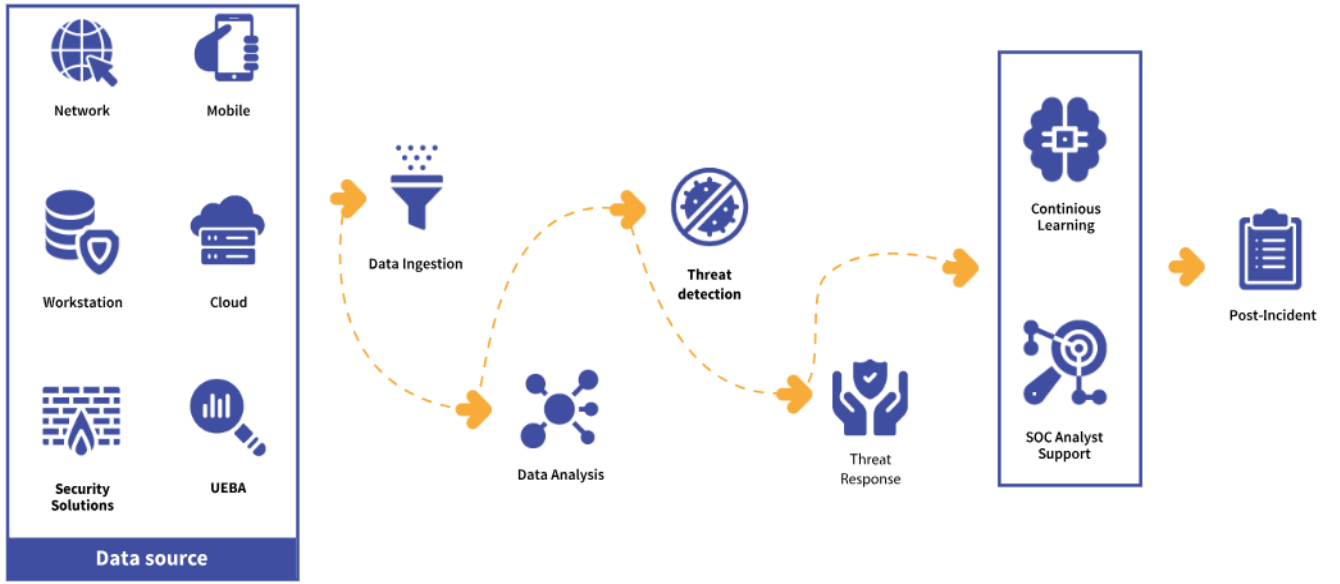 Network
Mobile
Workstation
Cloud
Security
Solutions
UEBA
Data source
Data Ingestion
Data Analysis
Threat
detection
Threat
Response
Continious
Learning
SOC Analyst
Support
Post-Incident